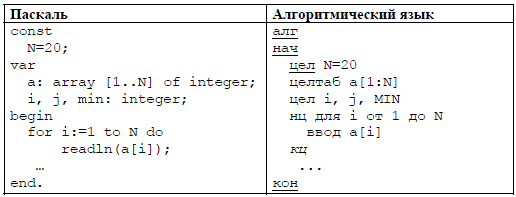 Паскаль
const
N=20;
var
a: array [1..N] of integer;
i, j, min: integer;
begin
for i:=1 to N do
readln(a[i]);
…
end.
Алгоритмический язык
алг
нач
цел N=20
целтаб a[1:N]
цел i, j, MIN
нц для i от 1 до N
ввод a[i]
кц
...
кон